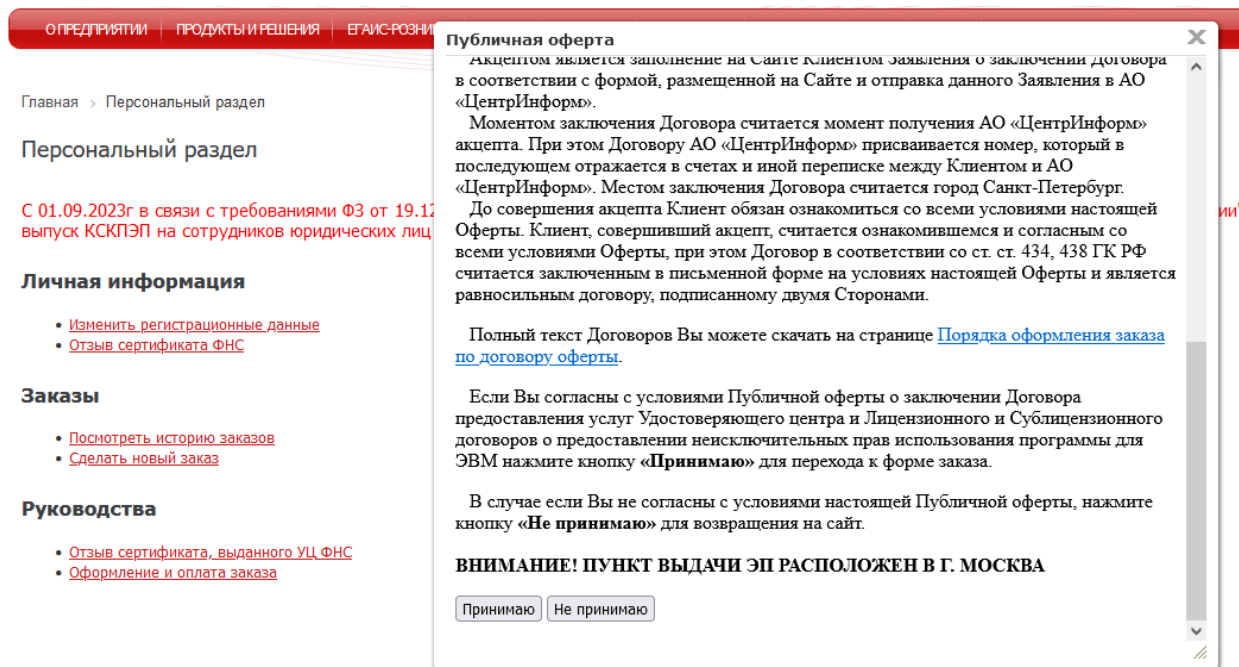 О ПРЕДПРИЯТИИ
ПРОДУКТЫ И РЕШЕНИЯ
Главная > Персональный раздел
Персональный раздел
С 01.09.2023г в связи с требованиями ФЗ от
выпуск КСКПЭП на сотрудников юридических лиц
Личная информация
• Изменить регистрационные данные
• Отзыв сертификата ФНС
Заказы
• Посмотреть историю заказов
• Сделать новый заказ
Руководства
• Отзыв сертификата, выданного УЦ ФНС
• Оформление и оплата заказа
Публичная оферта
Акцептом является заполнение на Сайте Клиентом Заявления о заключении Договора
в соответствии с формой, размещенной на Сайте и отправка данного Заявления в АО
«ЦентрИнформ».
Моментом заключения Договора считается момент получения АО «ЦентрИнформ»
акцепта. При этом Договору АО «ЦентрИнформ» присваивается номер, который в
последующем отражается в счетах и иной переписке между Клиентом и АО
«ЦентрИнформ». Местом заключения Договора считается город Санкт-Петербург.
До совершения акцепта Клиент обязан ознакомиться со всеми условиями настоящей
Оферты. Клиент, совершивший акцепт, считается ознакомившемся и согласным со
всеми условиями Оферты, при этом Договор в соответствии со ст. ст. 434, 438 ГК РФ
считается заключенным в письменной форме на условиях настоящей Оферты и является
равносильным договору, подписанному двумя Сторонами.
Полный текст Договоров Вы можете скачать на странице Порядка оформления заказа
по договору оферты.
Если Вы согласны с условиями Публичной оферты о заключении Договора
предоставления услуг Удостоверяющего центра и Лицензионного и Сублицензионного
договоров о предоставлении неисключительных прав использования программы для
ЭВМ нажмите кнопку «Принимаю» для перехода к форме заказа.
В случае если Вы не согласны с условиями настоящей Публичной оферты, нажмите
кнопку «Не принимаю» для возвращения на сайт.
ВНИМАНИЕ! ПУНКТ ВЫДАЧИ ЭП РАСПОЛОЖЕН В Г. МОСКВА
Принимаю
Не принимаю